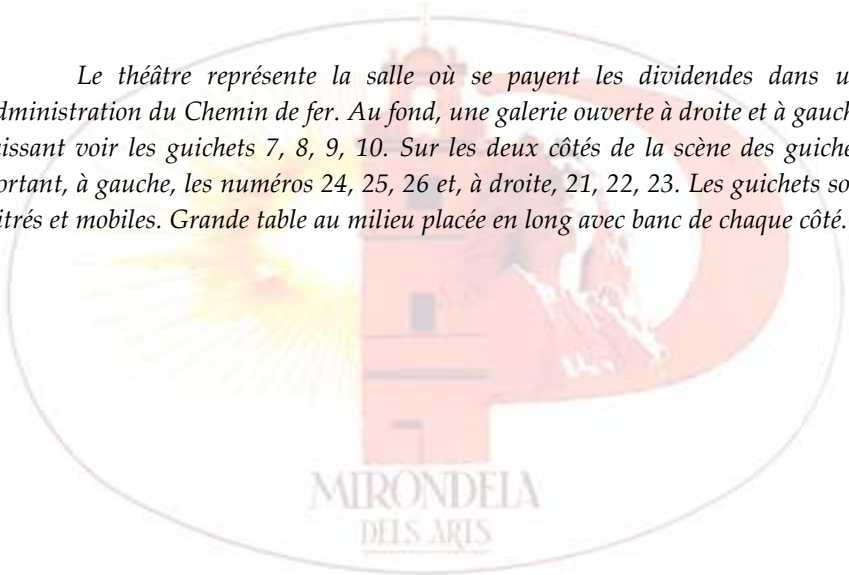 Le théâtre représente la salle où se payent les dividendes dans u
dministration du Chemin de fer. Au fond, une galerie ouverte à droite et à gauch
issant voir les guichets 7, 8, 9, 10. Sur les deux côtés de la scène des guiche
ortant, à gauche, les numéros 24, 25, 26 et, à droite, 21, 22, 23. Les guichets so
itrés et mobiles. Grande table au milieu placée en long avec banc de chaque côté.
MIRONDELA
DELS ARTS